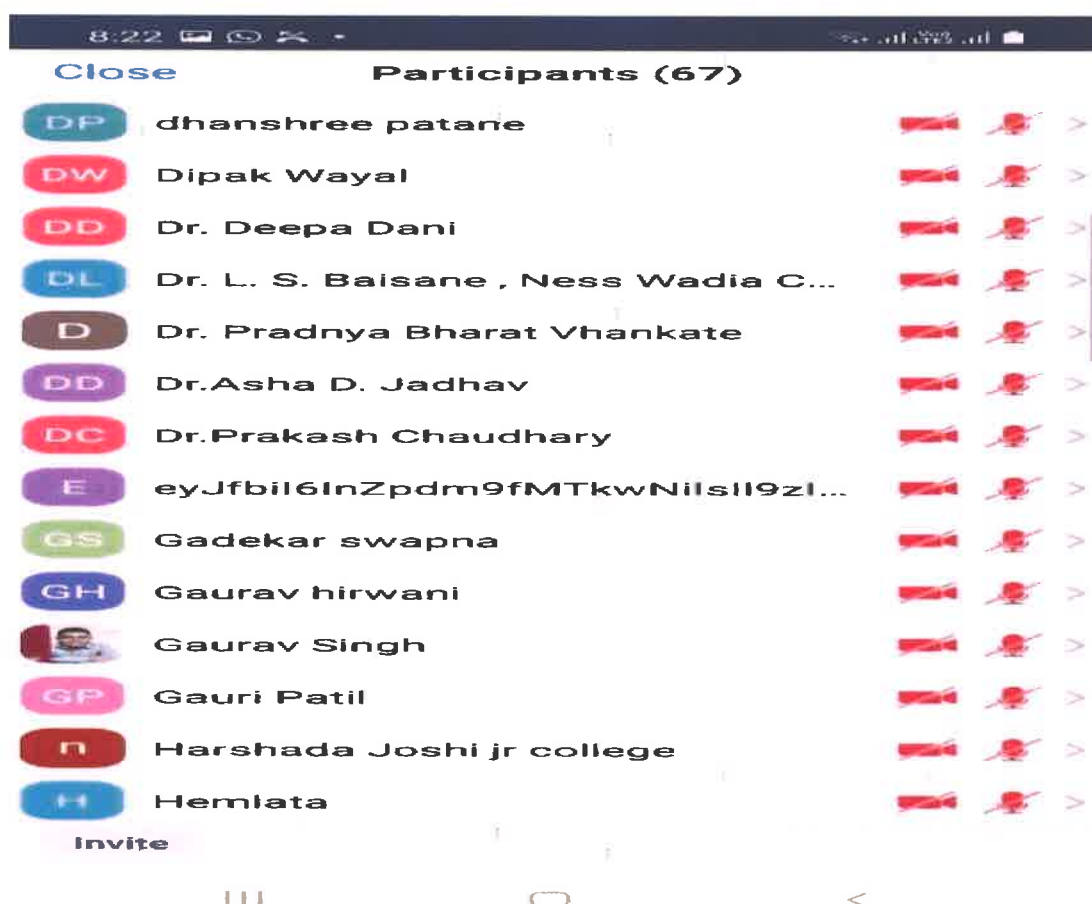 8:22
Close Participants (67)
DP dhanshree patane
DW Dipak Wayal
DD Dr. Deepa Dani
DL Dr. L. S. Baisane , Ness Wadia C...
D Dr. Pradnya Bharat Vhankate
DD Dr.Asha D. Jadhav
DC Dr.Prakash Chaudhary
E
GS Gadekar swapna
GH Gaurav hirwani
Gaurav Singh
GP Gauri Patil
n Harshada Joshi jr college
H Hemlata
Invite